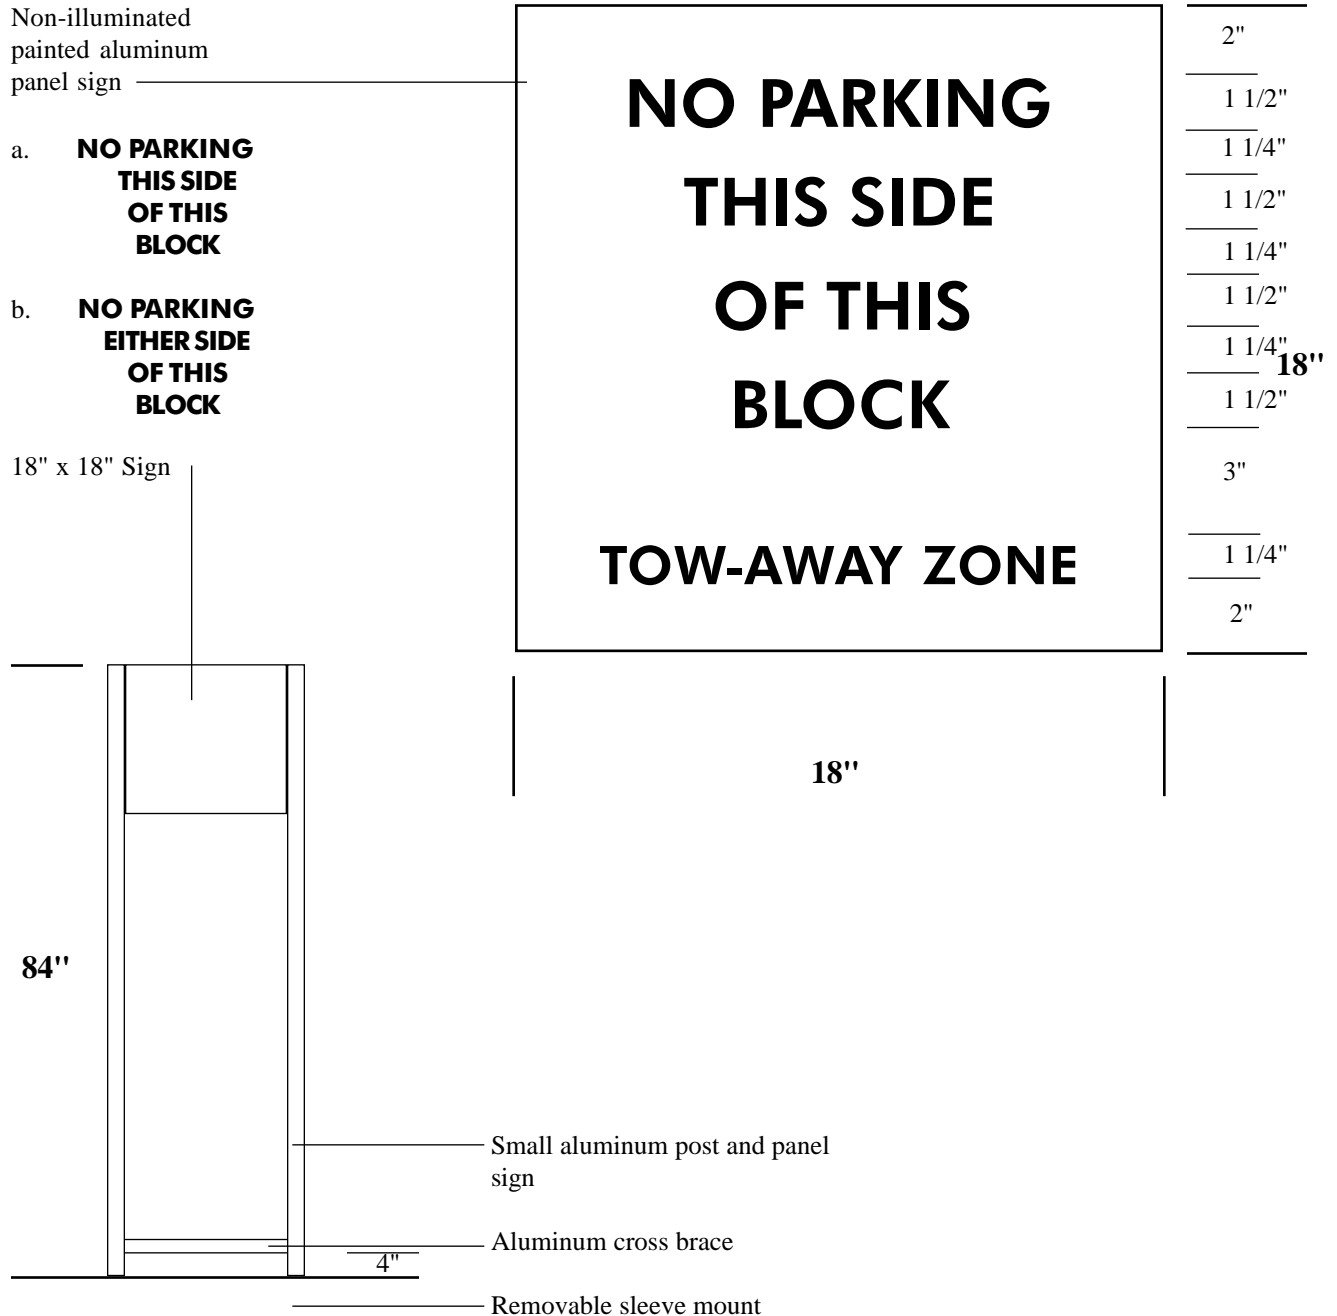 Non-illuminated
painted aluminum
panel sign
a. NO PARKING
THIS SIDE
OF THIS
BLOCK
b. NO PARKING
EITHER SIDE
OF THIS
BLOCK
18" x 18" Sign
NO PARKING
THIS SIDE
OF THIS
BLOCK
TOW-AWAY ZONE
2"
1 1/2"
1 1/4"
1 1/2"
1 1/4"
1 1/2"
1 1/4"
18"
1 1/2"
3"
1 1/4"
2"
18"
84"
Small aluminum post and panel
sign
Aluminum cross brace
4"
Removable sleeve mount